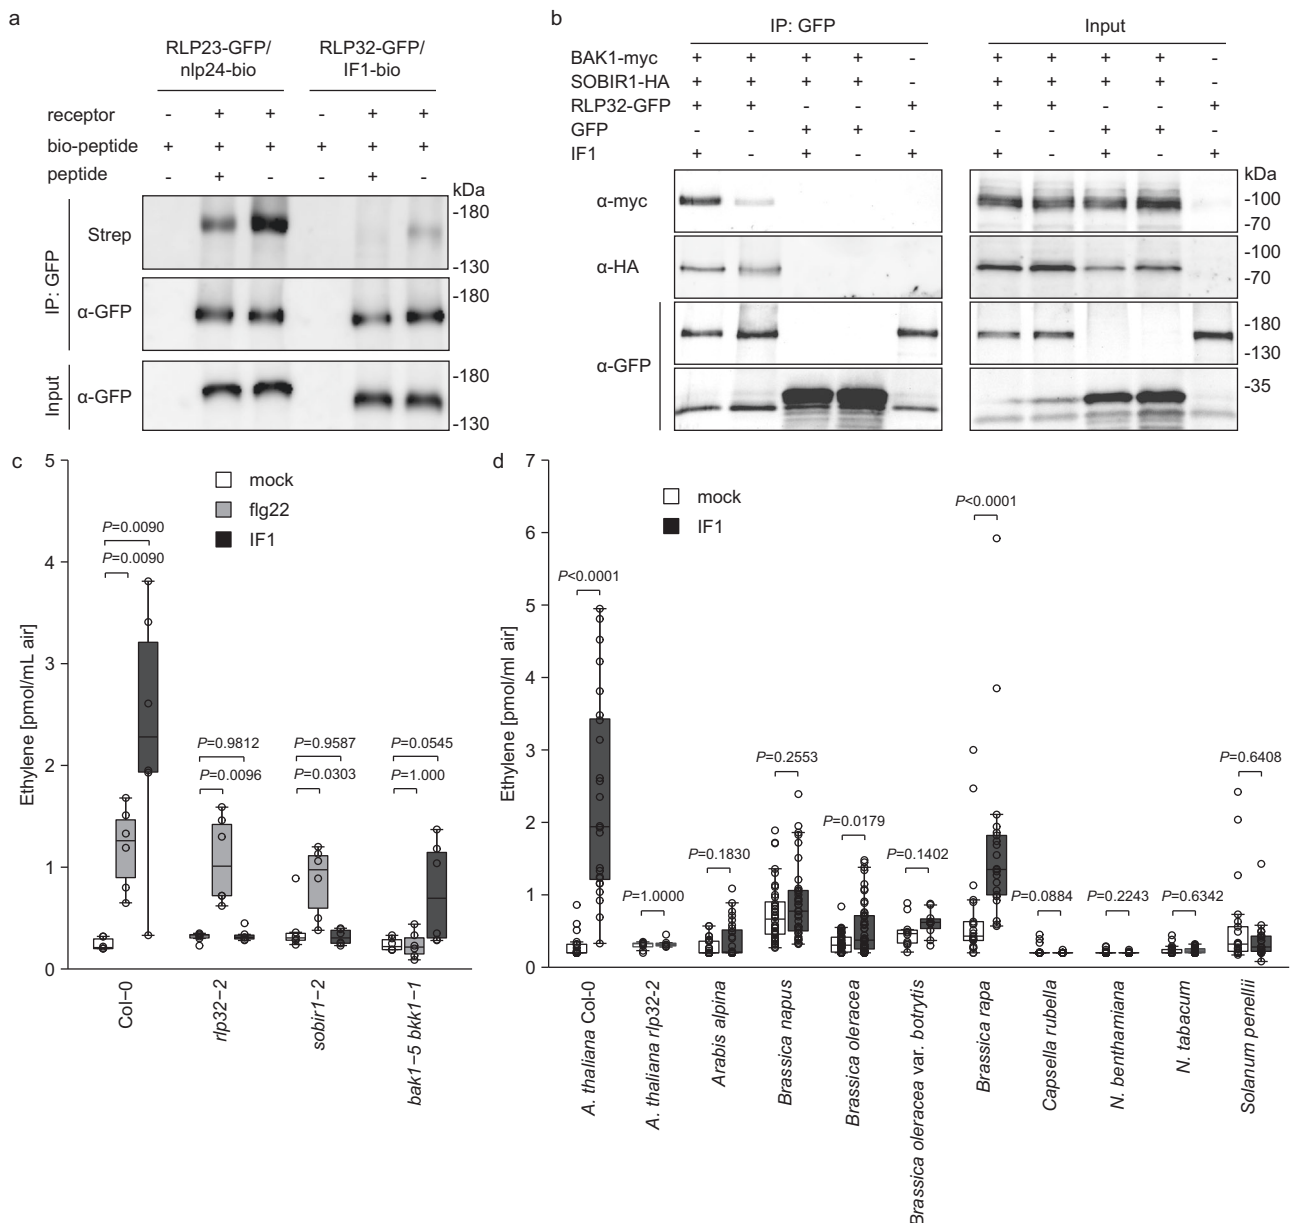 a
RLP23-GFP/ RLP32-GFP/
nlp24-bio IF1-bio
receptor - + + - + +
bio-peptide + + + + + +
peptide - + - - + -
kDa
IP: GFP
Strep
-180
-130
α-GFP
-180
Input
α-GFP
-180
-130
b
IP: GFP Input
BAK1-myc + + + + - + + + + -
SOBIR1-HA + + + + - + + + + -
RLP32-GFP + + - - + + + - - +
GFP - - + + - - - + + -
IF1 + - + - + + - + - +
kDa
α-myc
-100
-70
α-HA
-100
-70
α-GFP
-180
-130
-35
c
Ethylene [pmol/mL air]
5
4
3
2
1
0
mock
flg22
IF1
P=0.0090
P=0.0090
P=0.9812
P=0.0096
P=0.9587
P=0.0303
P=0.0545
P=1.000
Col−0
rlp32−2
sobir1−2
bak1−5 bkk1−1
d
Ethylene [pmol/ml air]
7
6
5
4
3
2
1
0
mock
IF1
P<0.0001
P=1.0000
P=0.1830
P=0.2553
P=0.0179
P=0.1402
P<0.0001
P=0.0884
P=0.2243
P=0.6342
P=0.6408
A. thaliana Col-0
A. thaliana rlp32-2
Arabis alpina
Brassica napus
Brassica oleracea
Brassica oleracea var. botrytis
Brassica rapa
Capsella rubella
N. benthamiana
N. tabacum
Solanum penellii